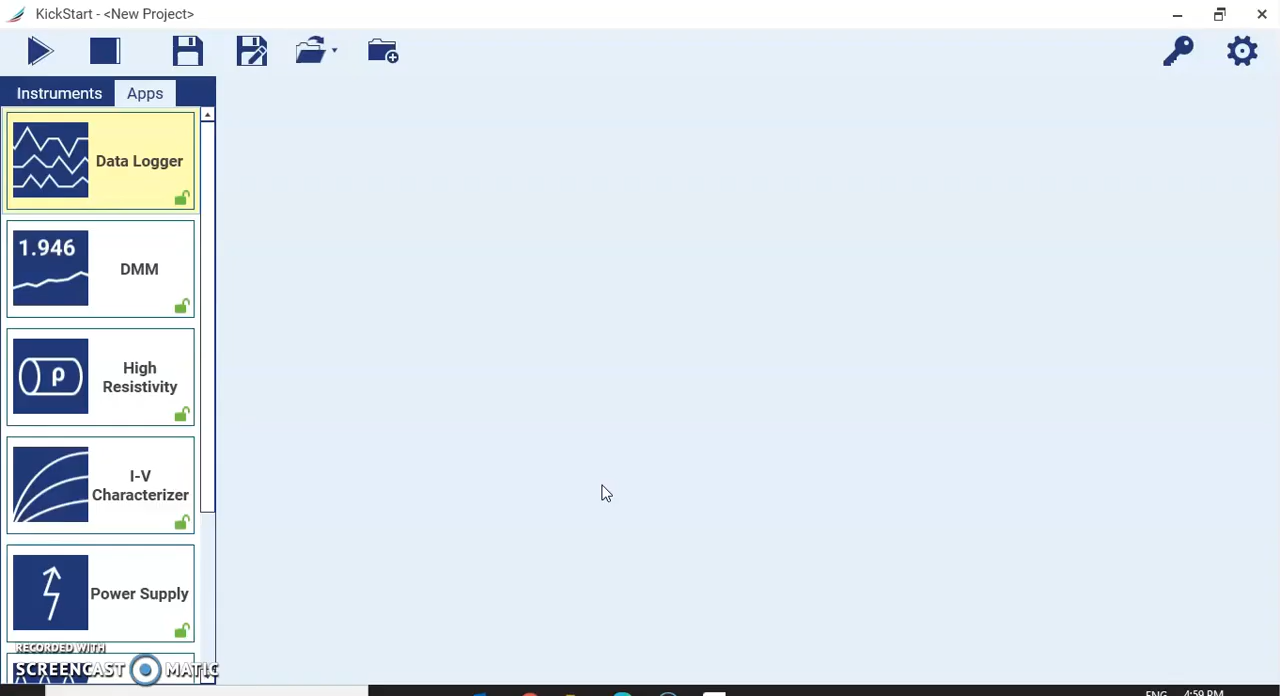 KickStart - <New Project>
Instruments Apps
Data Logger
1.946
DMM
High
Resistivity
ρ
I-V
Characterizer
Power Supply
RECORDED WITH
SCREENCAST MATIC
ENG 4:59 PM